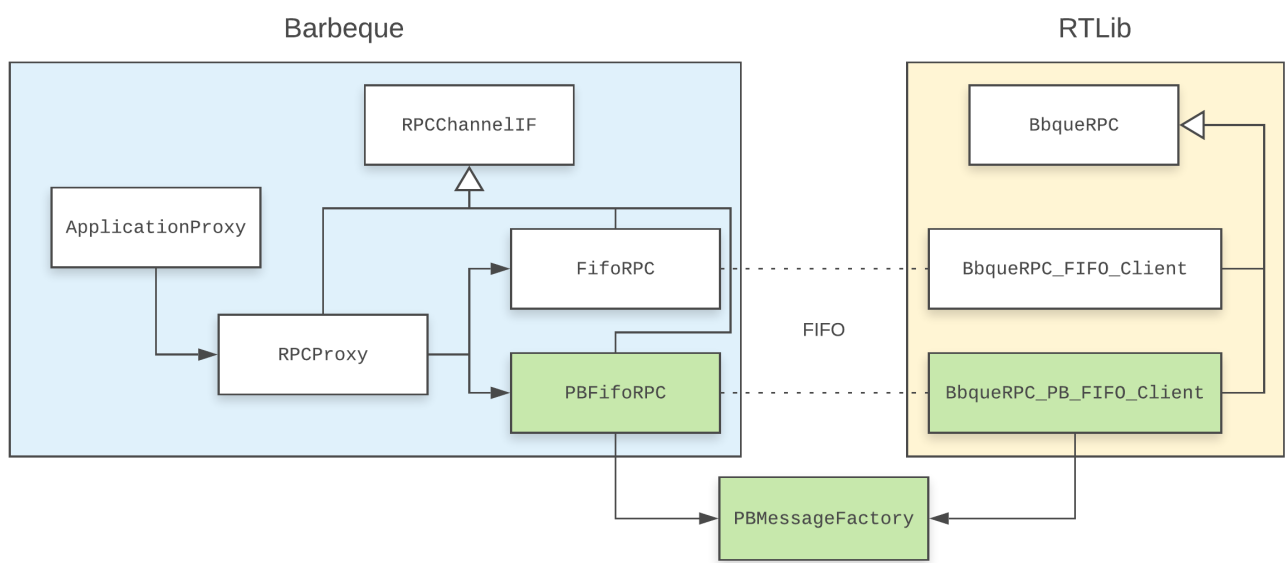 Barbeque
RTLib
RPCChannelIF
BbqueRPC
ApplicationProxy
FifoRPC
BbqueRPC_FIFO_Client
FIFO
RPCProxy
PBFifoRPC
BbqueRPC_PB_FIFO_Client
PBMessageFactory